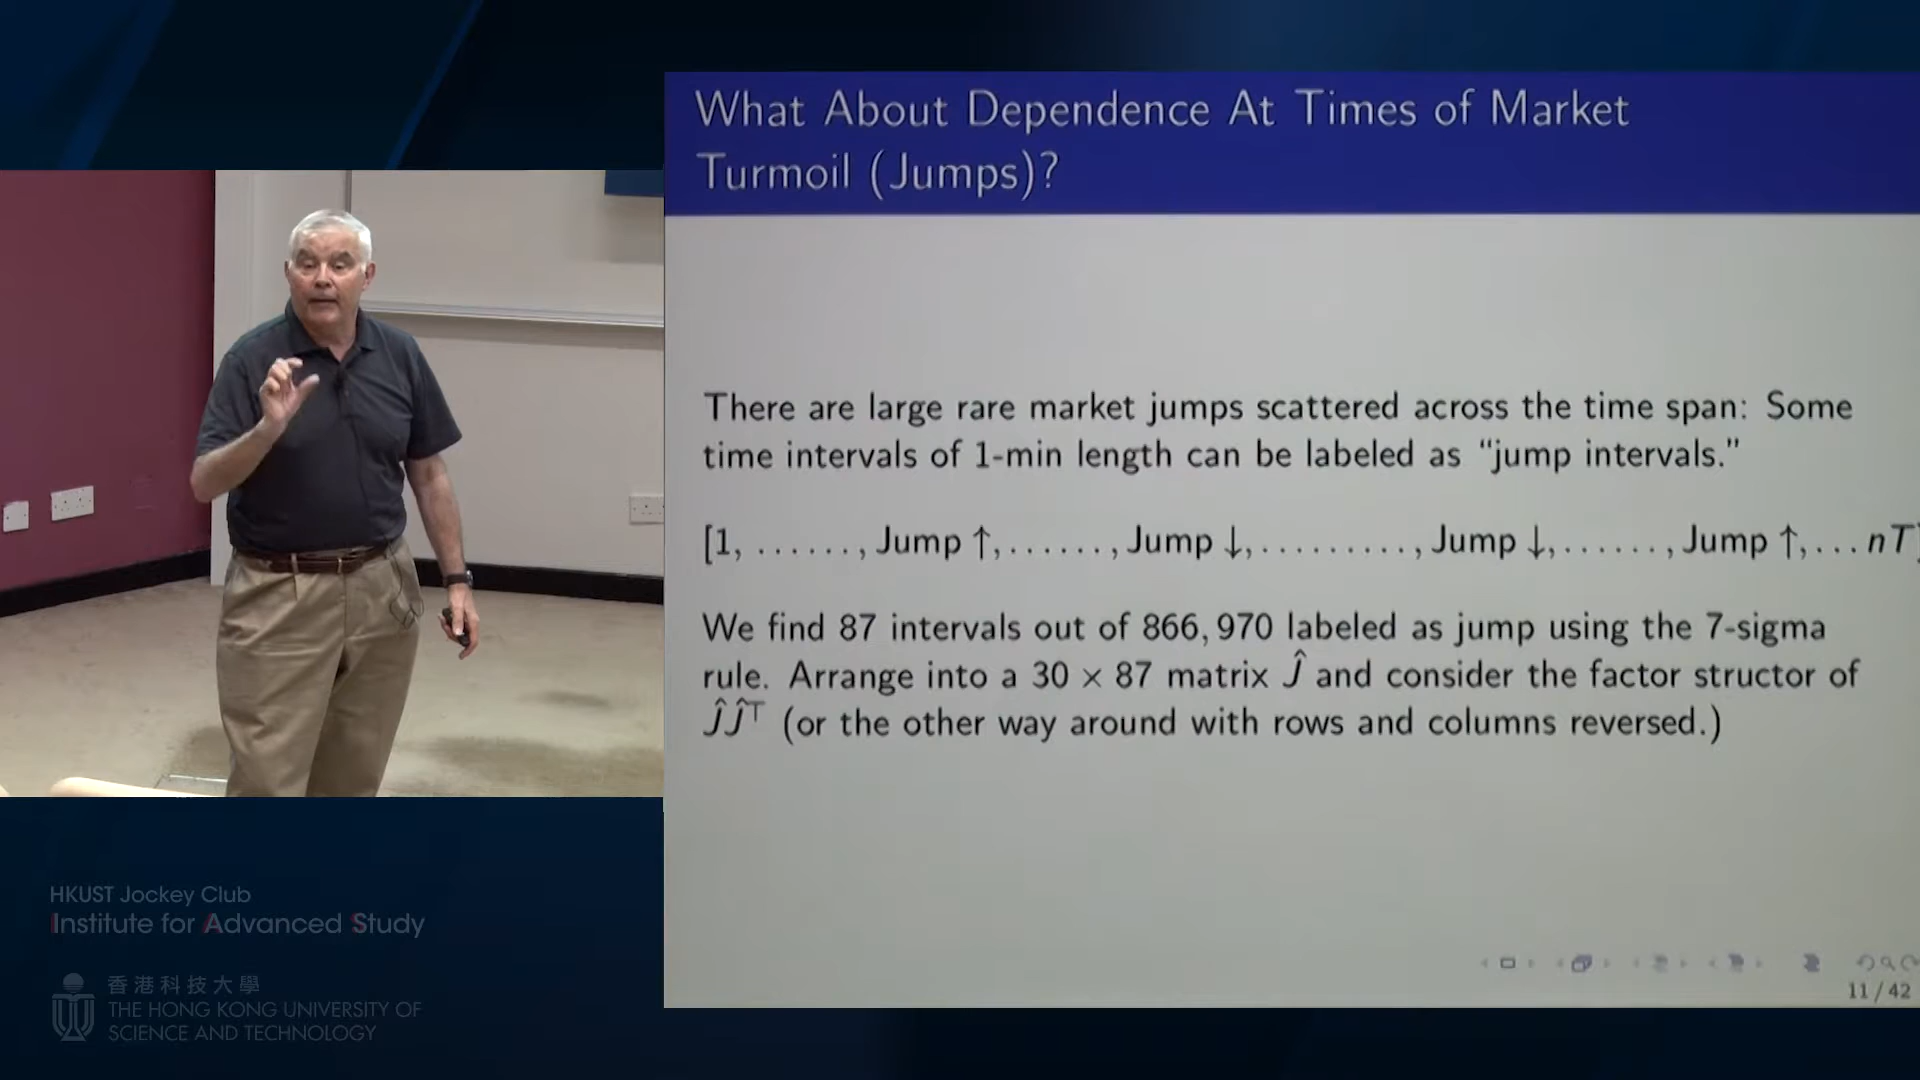 What About Dependence At Times of Market
Turmoil (Jumps)?
There are large rare market jumps scattered across the time span: Some
time intervals of 1-min length can be labeled as “jump intervals.”
[1, ......, Jump ↑,......, Jump ↓,.........., Jump ↓,......, Jump ↑,...nT]
We find 87 intervals out of 866, 970 labeled as jump using the 7-sigma
rule. Arrange into a 30 × 87 matrix Ĵ and consider the factor structor of
ĴĴ⊤ (or the other way around with rows and columns reversed.)
11 / 42
HKUST Jockey Club
Institute for Advanced Study
香港科技大學
THE HONG KONG UNIVERSITY OF
SCIENCE AND TECHNOLOGY